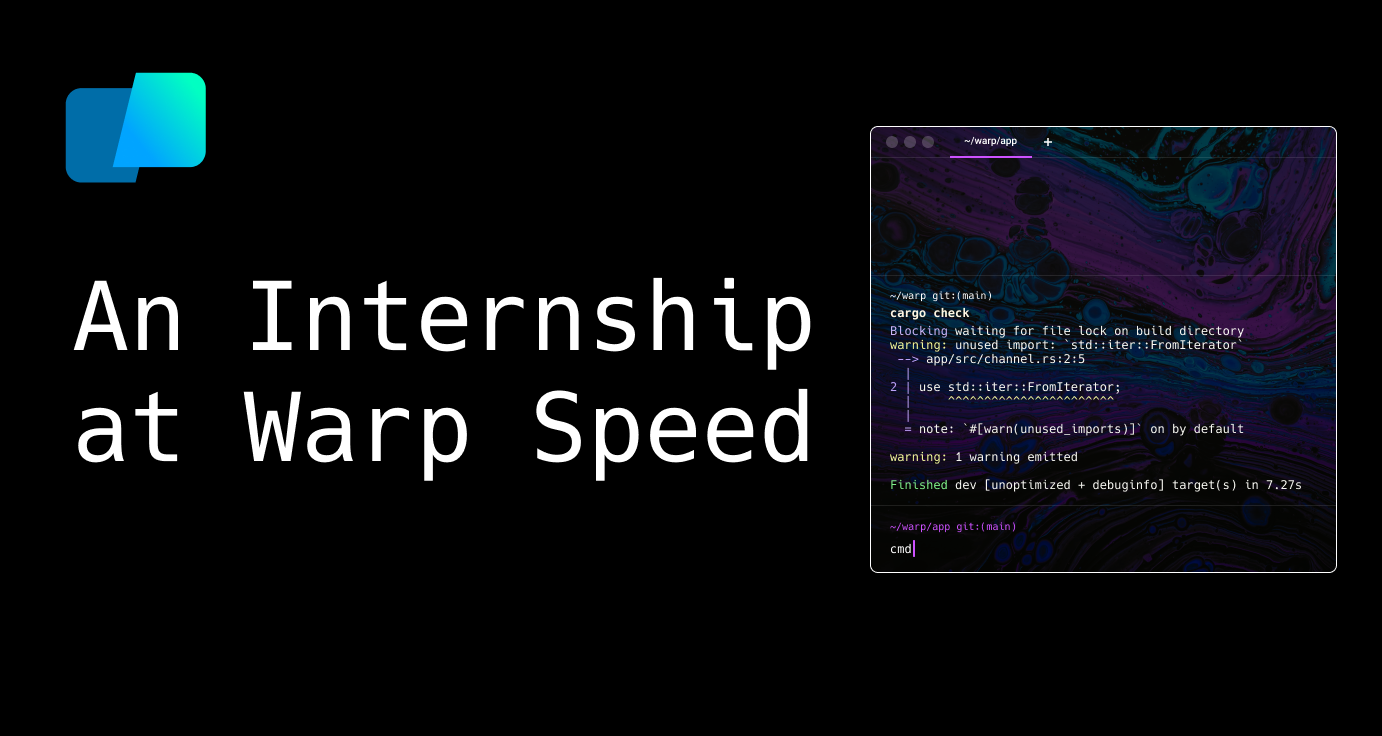 An Internship
at Warp Speed
~/warp/app +
~/warp git:(main)
cargo check
Blocking waiting for file lock on build directory
warning: unused import: `std::iter::FromIterator`
 --> app/src/channel.rs:2:5
  |
2 | use std::iter::FromIterator;
  |     ^^^^^^^^^^^^^^^^^^^^^^^
  |
  = note: `#[warn(unused_imports)]` on by default
warning: 1 warning emitted
Finished dev [unoptimized + debuginfo] target(s) in 7.27s
~/warp/app git:(main)
cmd